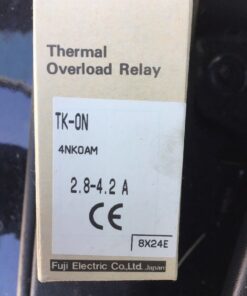 Thermal
Overload Relay
TK-0N
4NK0AM
2.8-4.2 A
CE
8X24E
Fuji Electric Co.,Ltd. Japan